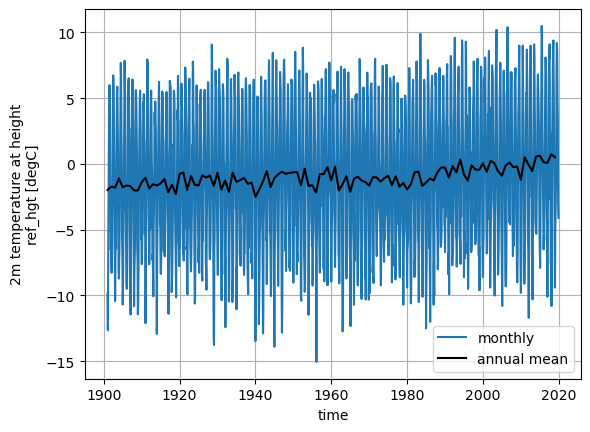 10
5
0
−5
−10
−15
2m temperature at height
ref_hgt [degC]
monthly
annual mean
1900
1920
1940
1960
1980
2000
2020
time